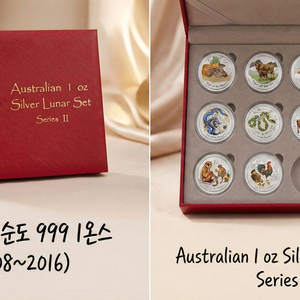 Australian 1 oz
Silver Lunar Set
Series II
순도 999 1온스
08~2016)
Australian 1 oz Sil
Series